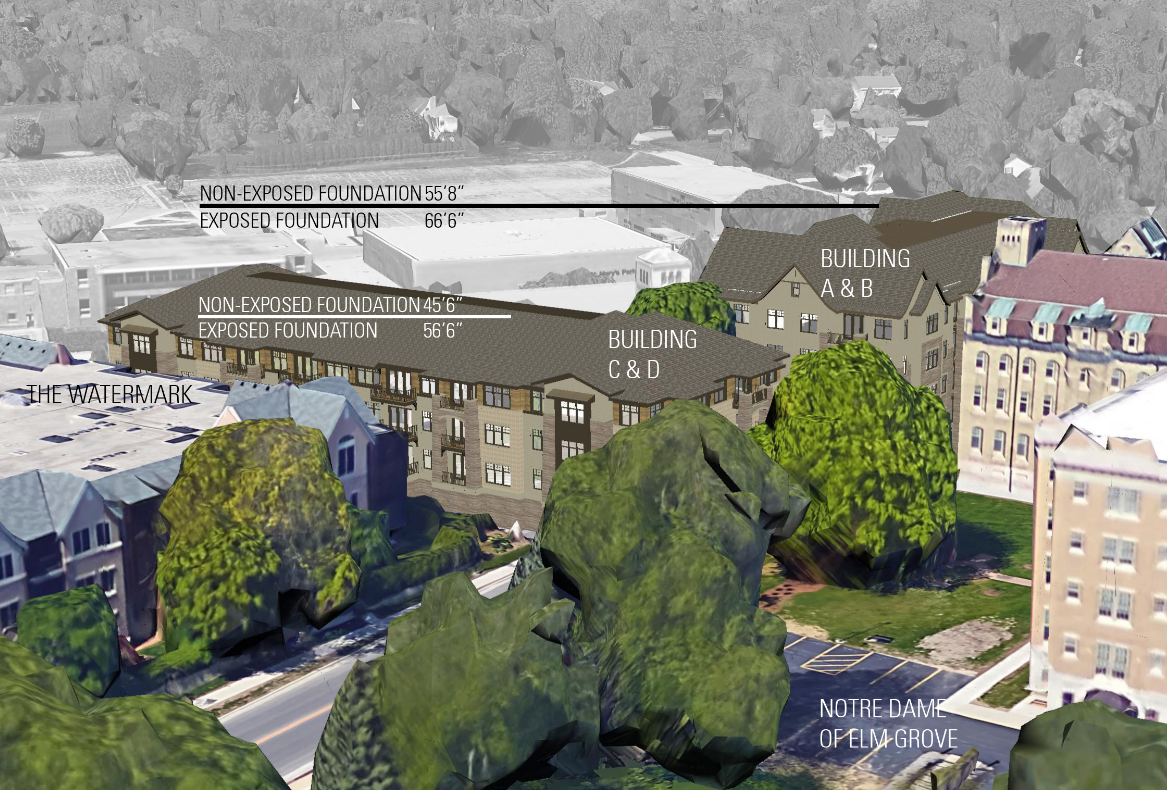 NON-EXPOSED FOUNDATION 55'8"
EXPOSED FOUNDATION 66'6"
BUILDING
A & B
NON-EXPOSED FOUNDATION 45'6"
EXPOSED FOUNDATION 56'6"
BUILDING
C & D
THE WATERMARK
NOTRE DAME
OF ELM GROVE